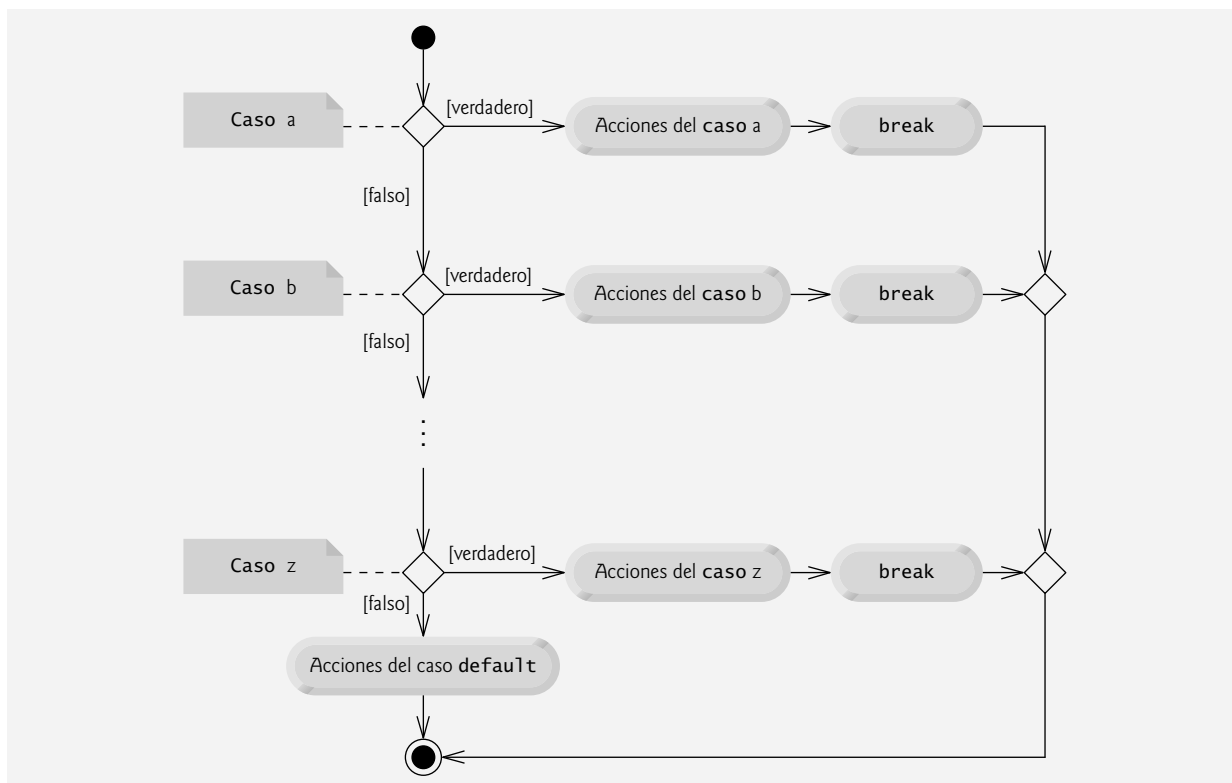 Caso a
[verdadero]
Acciones del caso a
break
[falso]
Caso b
[verdadero]
Acciones del caso b
break
[falso]
Caso z
[verdadero]
Acciones del caso z
break
[falso]
Acciones del caso default